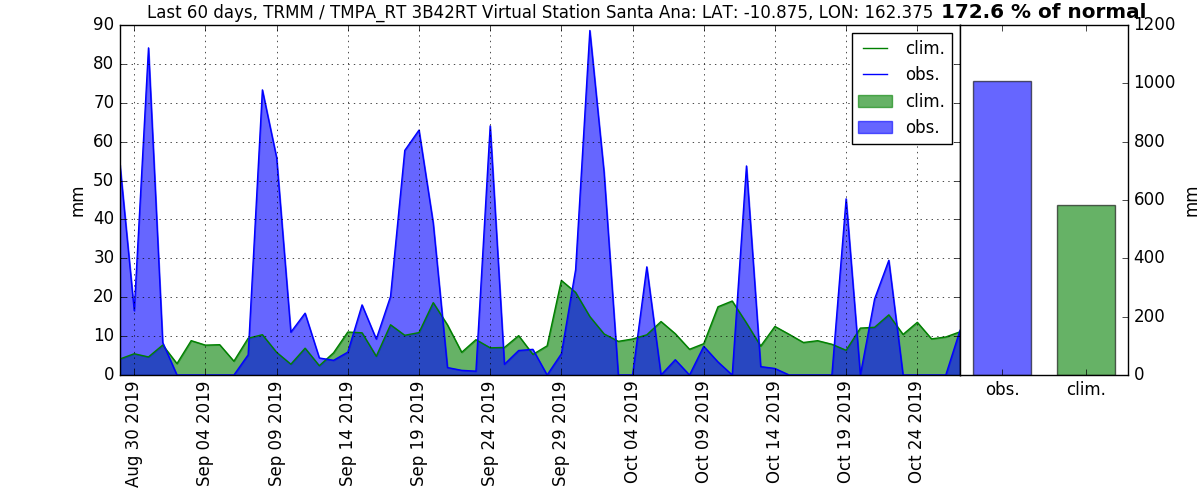 Last 60 days, TRMM / TMPA_RT 3B42RT Virtual Station Santa Ana: LAT: -10.875, LON: 162.375 172.6 % of normal
90
80
70
60
50
40
30
20
10
0
mm
clim.
obs.
clim.
obs.
1200
1000
800
600
400
200
0
mm
obs. clim.
Aug 30 2019
Sep 04 2019
Sep 09 2019
Sep 14 2019
Sep 19 2019
Sep 24 2019
Sep 29 2019
Oct 04 2019
Oct 09 2019
Oct 14 2019
Oct 19 2019
Oct 24 2019